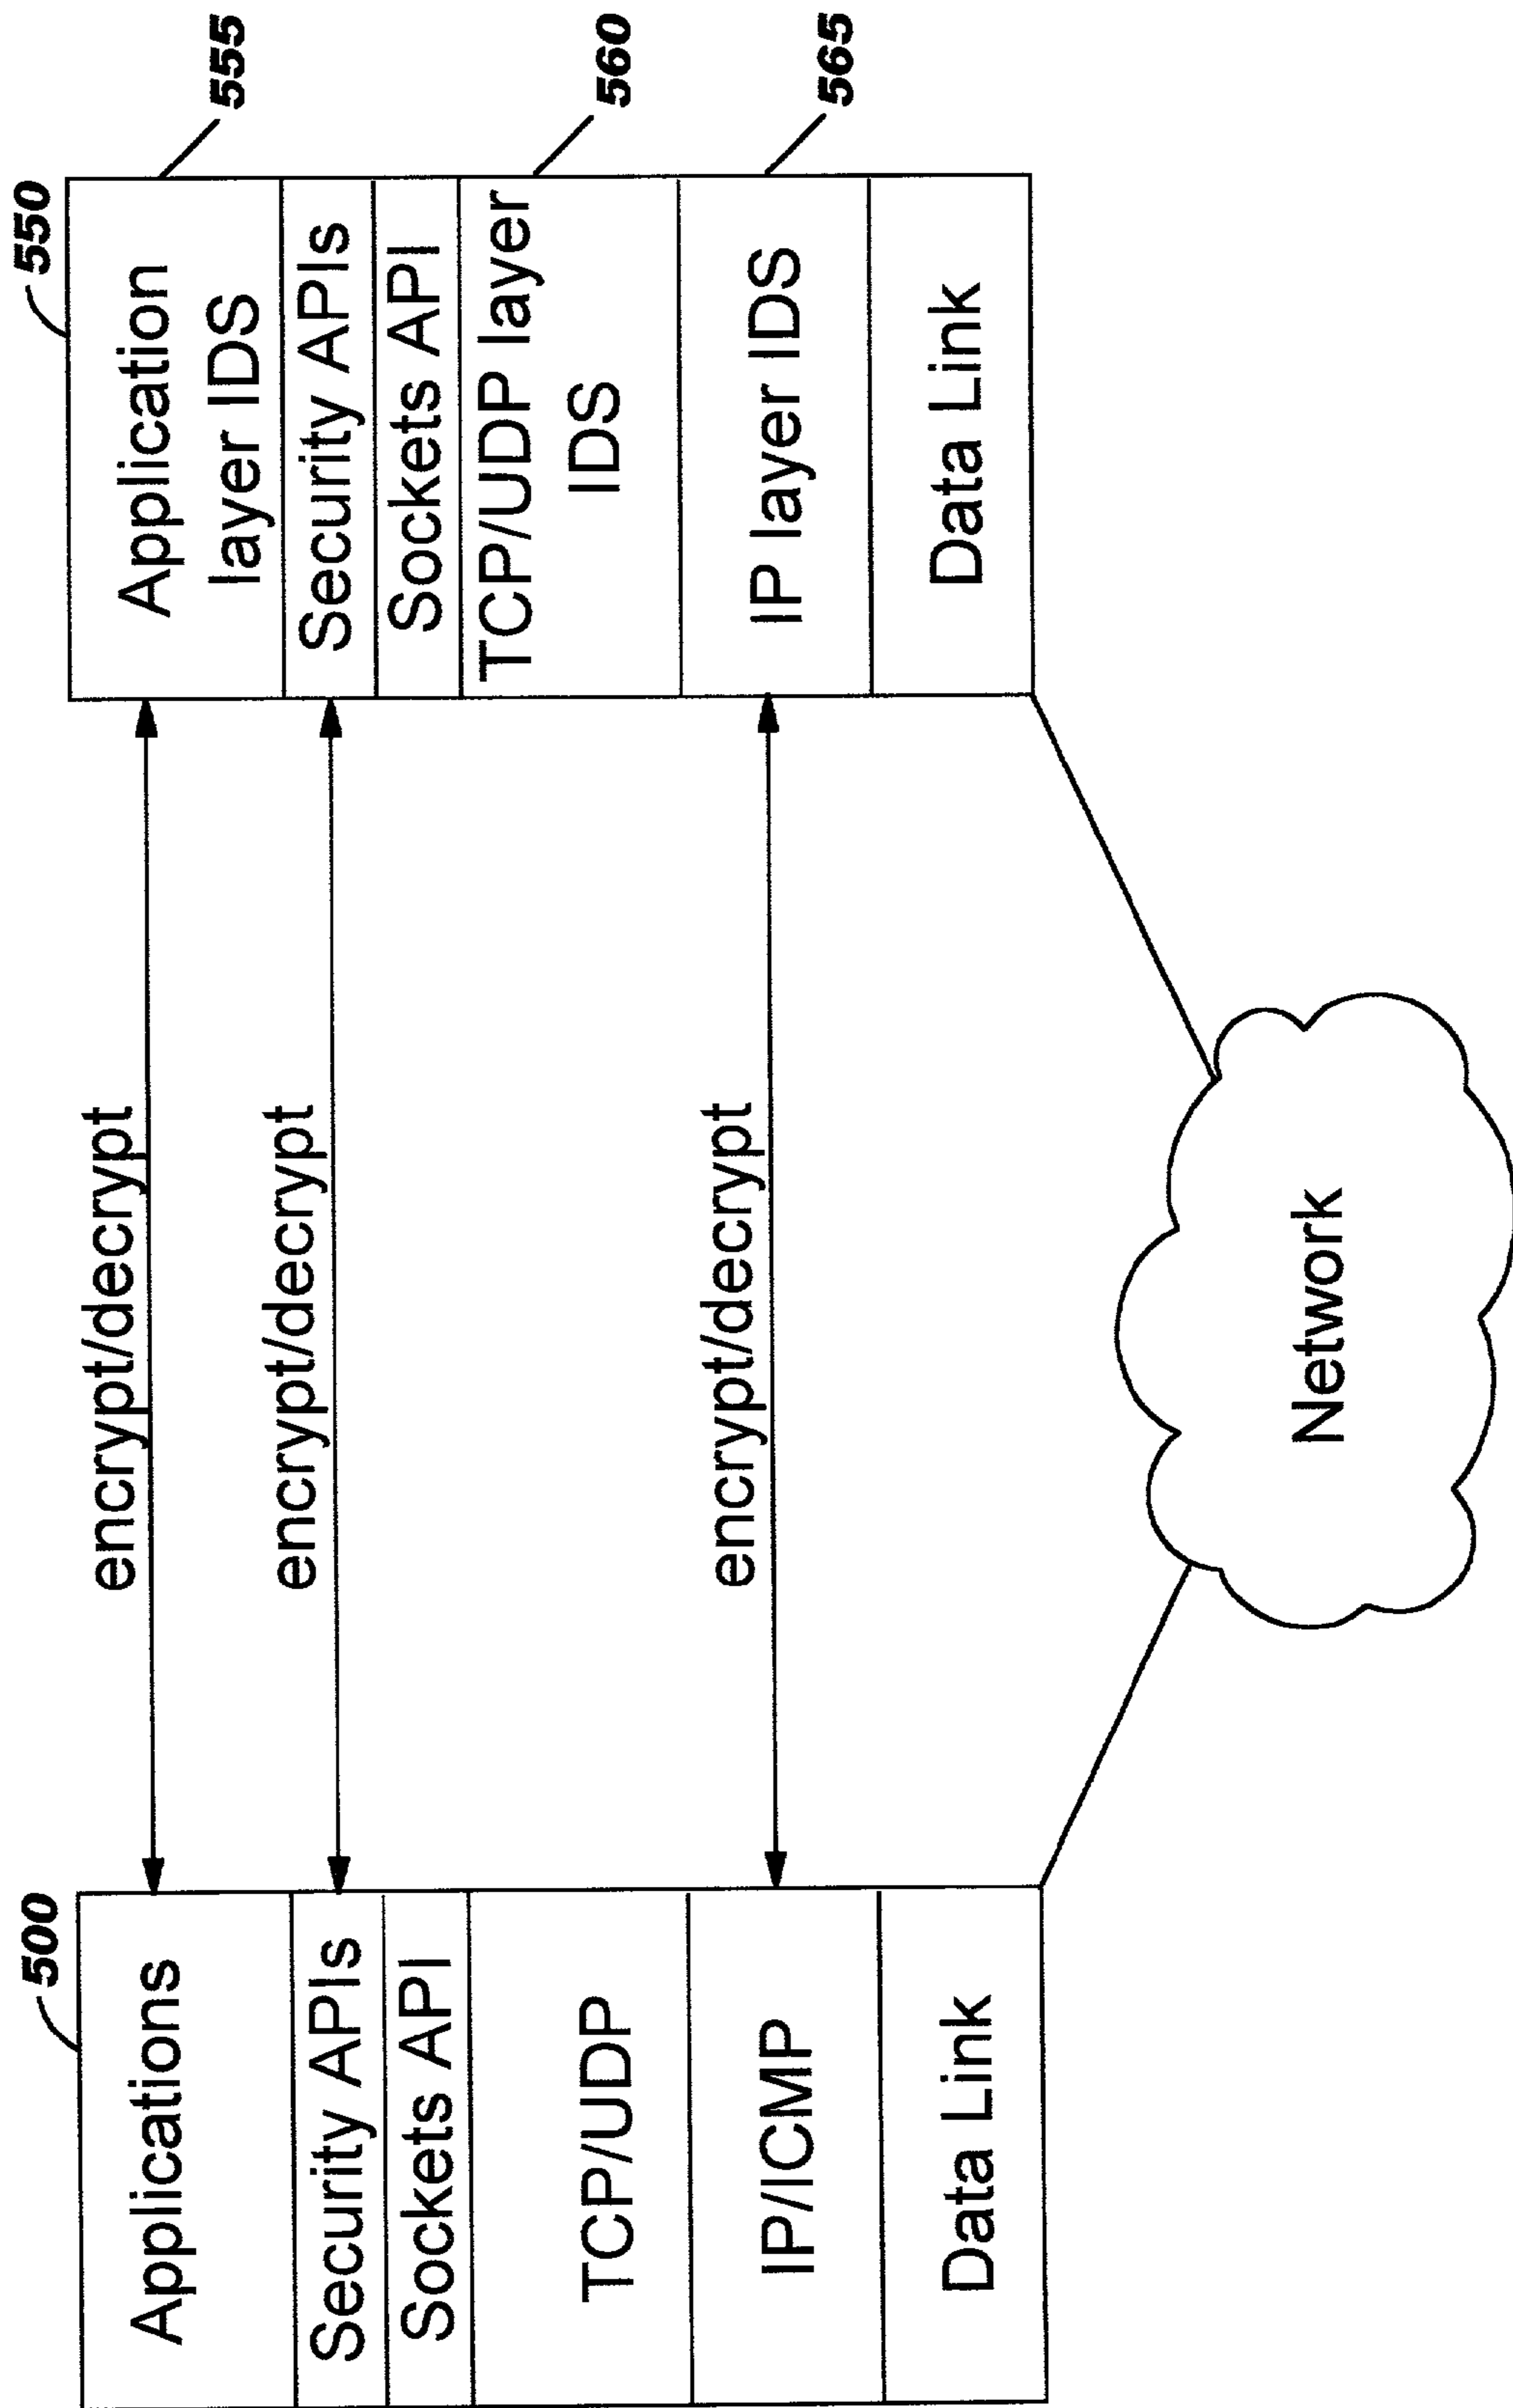 500
Applications
Security APIs
Sockets API
TCP/UDP
IP/ICMP
Data Link
encrypt/decrypt
encrypt/decrypt
encrypt/decrypt
Network
550
Application
layer IDS
Security APIs
Sockets API
TCP/UDP layer
IDS
IP layer IDS
Data Link
555
560
565